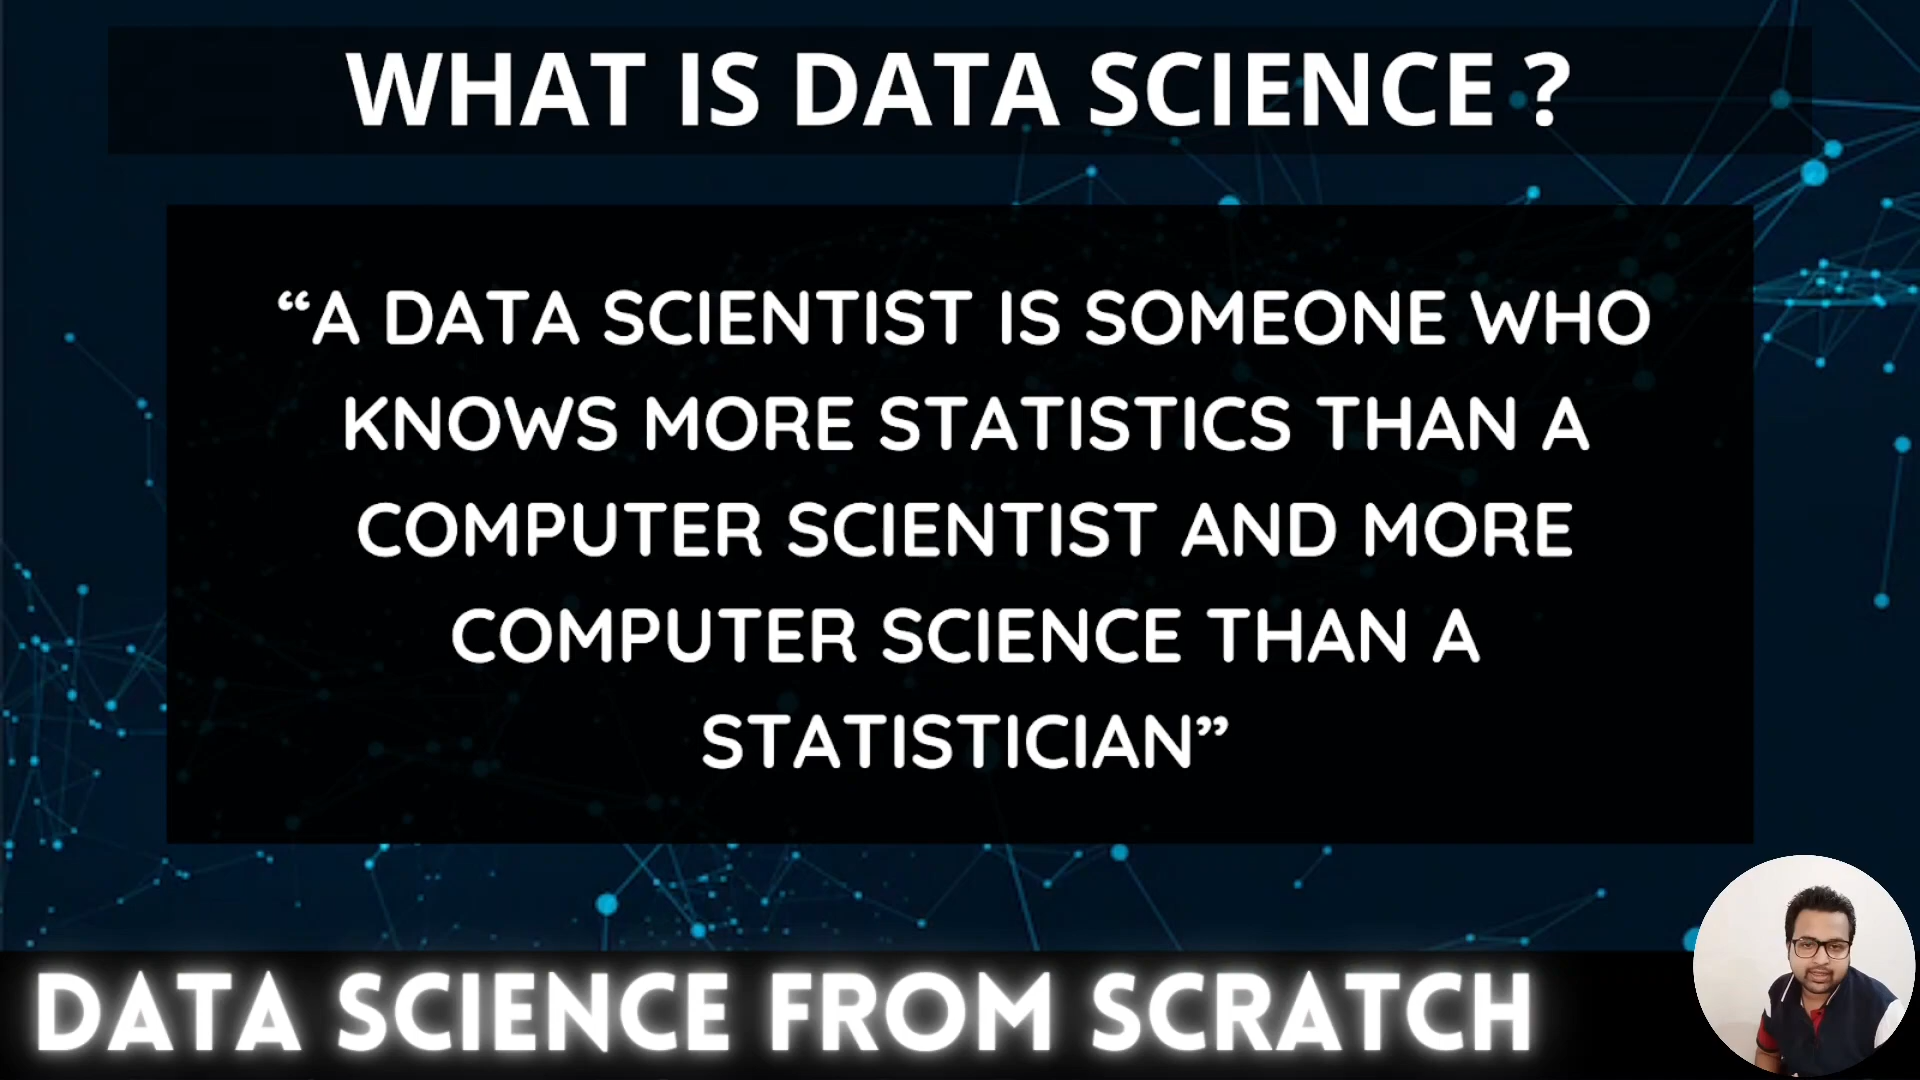 WHAT IS DATA SCIENCE ?
“A DATA SCIENTIST IS SOMEONE WHO
KNOWS MORE STATISTICS THAN A
COMPUTER SCIENTIST AND MORE
COMPUTER SCIENCE THAN A
STATISTICIAN”
DATA SCIENCE FROM SCRATCH